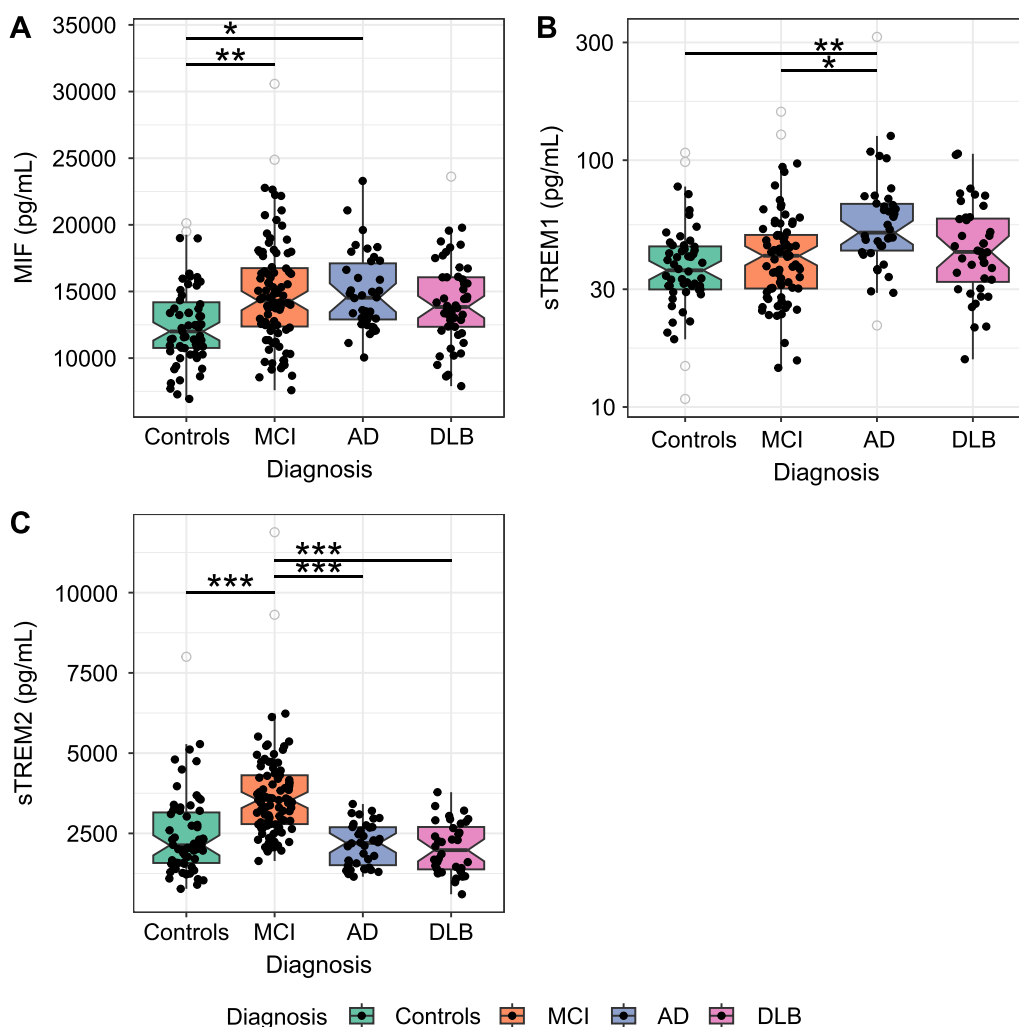 A
MIF (pg/mL)
35000
30000
25000
20000
15000
10000
*
**
Controls MCI AD DLB
Diagnosis
B
sTREM1 (pg/mL)
300
100
30
10
**
*
Controls MCI AD DLB
Diagnosis
C
sTREM2 (pg/mL)
10000
7500
5000
2500
***
***
***
Controls MCI AD DLB
Diagnosis
Diagnosis Controls MCI AD DLB